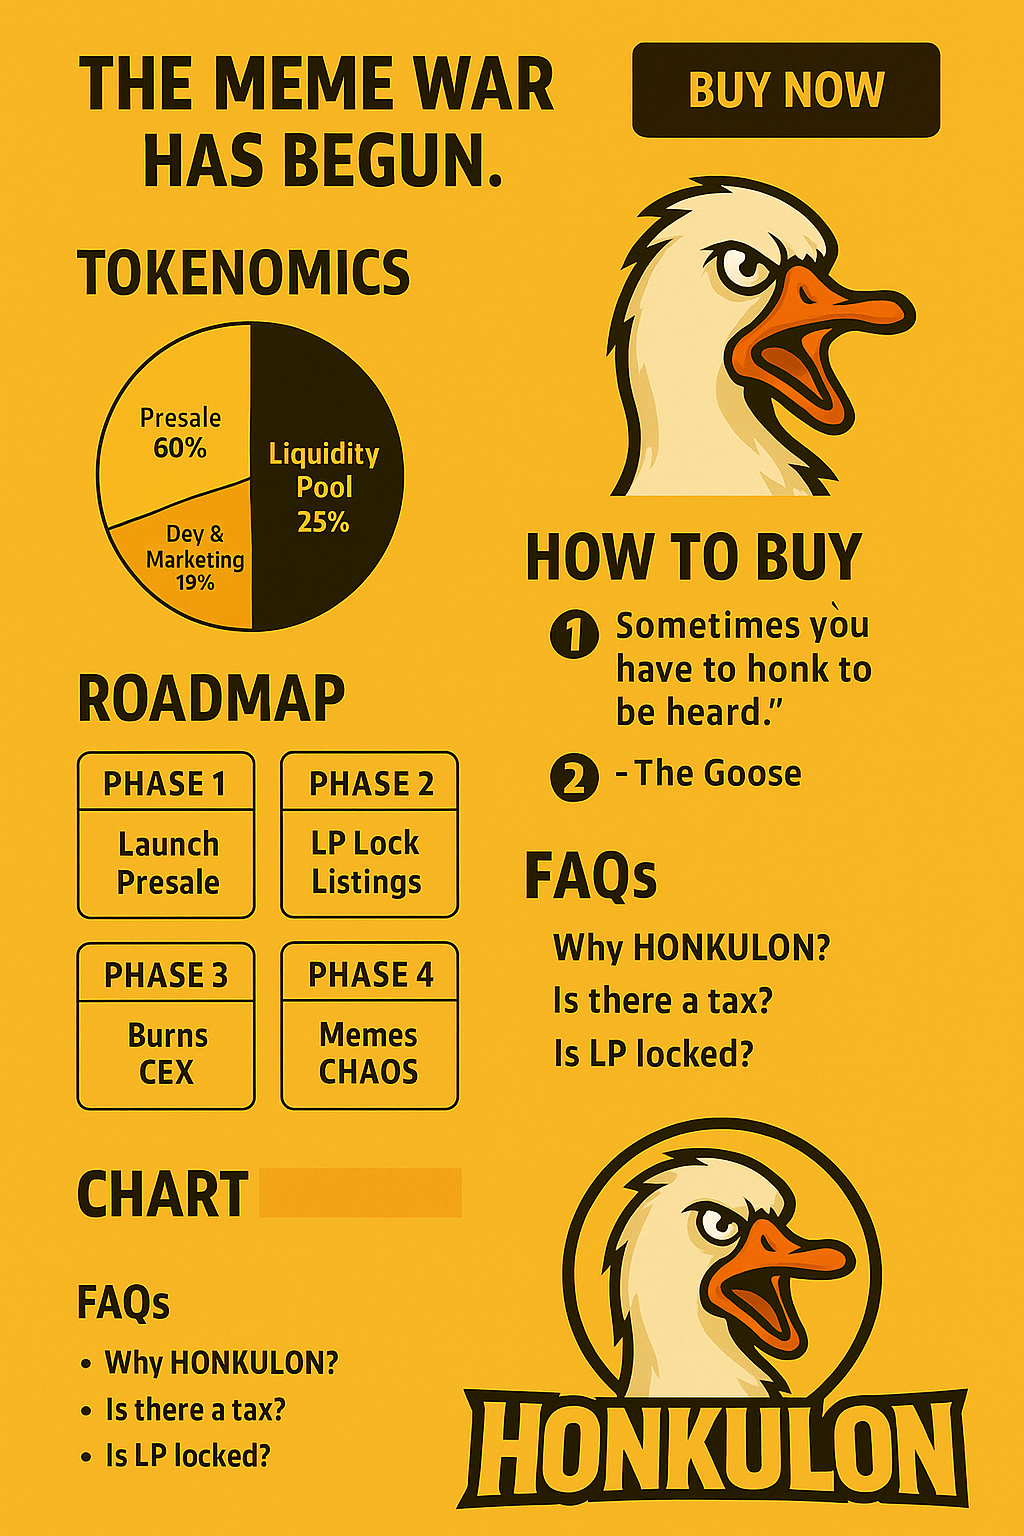 THE MEME WAR
HAS BEGUN.
BUY NOW
TOKENOMICS
Presale
60%
Liquidity
Pool
25%
Dey &
Marketing
19%
ROADMAP
PHASE 1
Launch
Presale
PHASE 2
LP Lock
Listings
PHASE 3
Burns
CEX
PHASE 4
Memes
CHAOS
CHART
FAQs
• Why HONKULON?
• Is there a tax?
• Is LP locked?
HOW TO BUY
1 Sometimes yòu
have to honk to
be heard.”
2 - The Goose
FAQs
Why HONKULON?
Is there a tax?
Is LP locked?
HONKULON